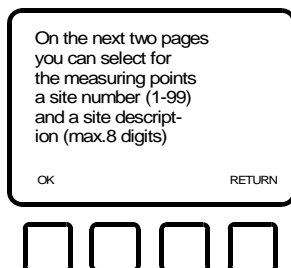 On the next two pages
you can select for
the measuring points
a site number (1-99)
and a site descript-
ion (max.8 digits)
OK RETURN